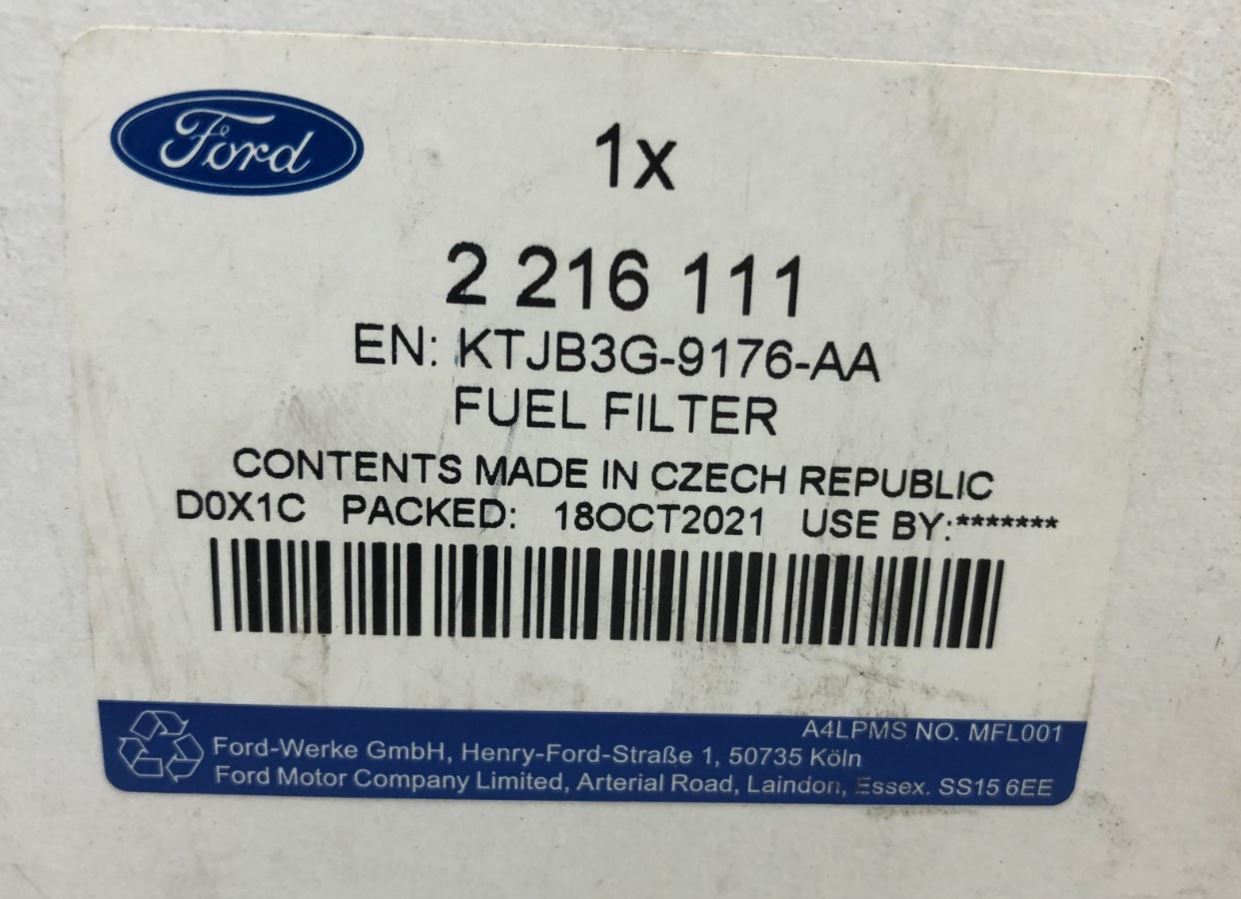 Ford
1x
2 216 111
EN: KTJB3G-9176-AA
FUEL FILTER
CONTENTS MADE IN CZECH REPUBLIC
D0X1C PACKED: 18OCT2021 USE BY:*******
A4LPMS NO. MFL001
Ford-Werke GmbH, Henry-Ford-Straße 1, 50735 Köln
Ford Motor Company Limited, Arterial Road, Laindon, Essex. SS15 6EE